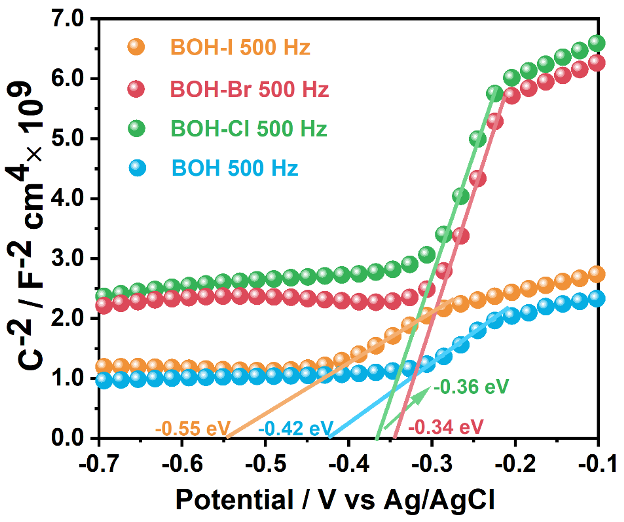 7.0
6.0
5.0
4.0
3.0
2.0
1.0
0.0
C⁻² / F⁻² cm⁴× 10⁹
BOH-I 500 Hz
BOH-Br 500 Hz
BOH-Cl 500 Hz
BOH 500 Hz
-0.36 eV
-0.55 eV -0.42 eV -0.34 eV
-0.7 -0.6 -0.5 -0.4 -0.3 -0.2 -0.1
Potential / V vs Ag/AgCl